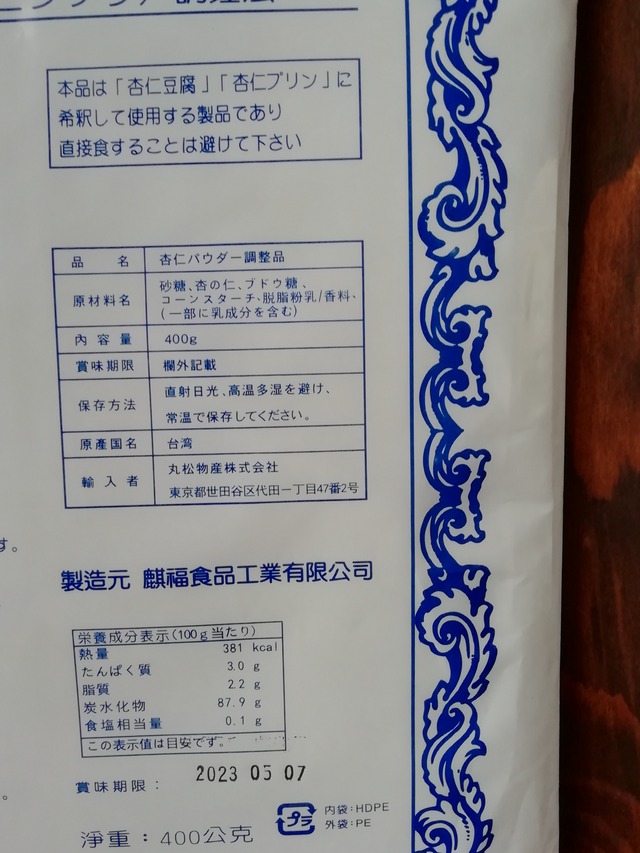 本品は「杏仁豆腐」「杏仁プリン」に
希釈して使用する製品であり
直接食することは避けて下さい
品 名 杏仁パウダー調整品
原材料名 砂糖、杏の仁、ブドウ糖、
コーンスターチ、脱脂粉乳/香料、
(一部に乳成分を含む)
内容量 400g
賞味期限 欄外記載
保存方法 直射日光、高温多湿を避け、
常温で保存してください。
原産国名 台湾
輸入者 丸松物産株式会社
東京都世田谷区代田一丁目47番2号
す。
製造元 麒福食品工業有限公司
栄養成分表示(100g当たり)
熱量 381 kcal
たんぱく質 3.0 g
脂質 2.2 g
炭水化物 87.9 g
食塩相当量 0.1 g
この表示値は目安です。
賞味期限: 2023 05 07
。
淨重:400公克
プラ
内袋:HDPE
外袋:PE